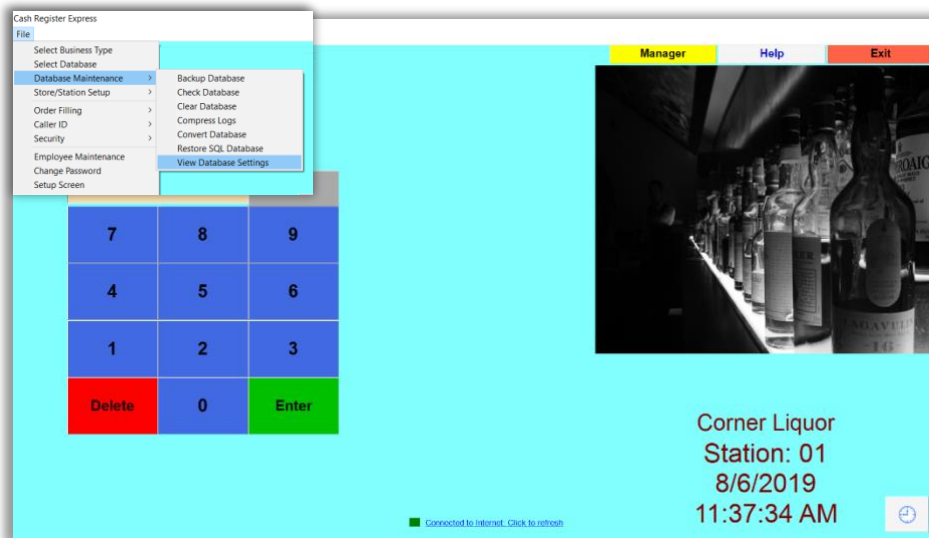 Cash Register Express
File
Select Business Type
Select Database
Database Maintenance
Store/Station Setup
Order Filling
Caller ID
Security
Employee Maintenance
Change Password
Setup Screen
Backup Database
Check Database
Clear Database
Compress Logs
Convert Database
Restore SQL Database
View Database Settings
Manager Help Exit
7 8 9
4 5 6
1 2 3
Delete 0 Enter
LAGAVULIN
16
Corner Liquor
Station: 01
8/6/2019
11:37:34 AM
Connected to Internet. Click to refresh